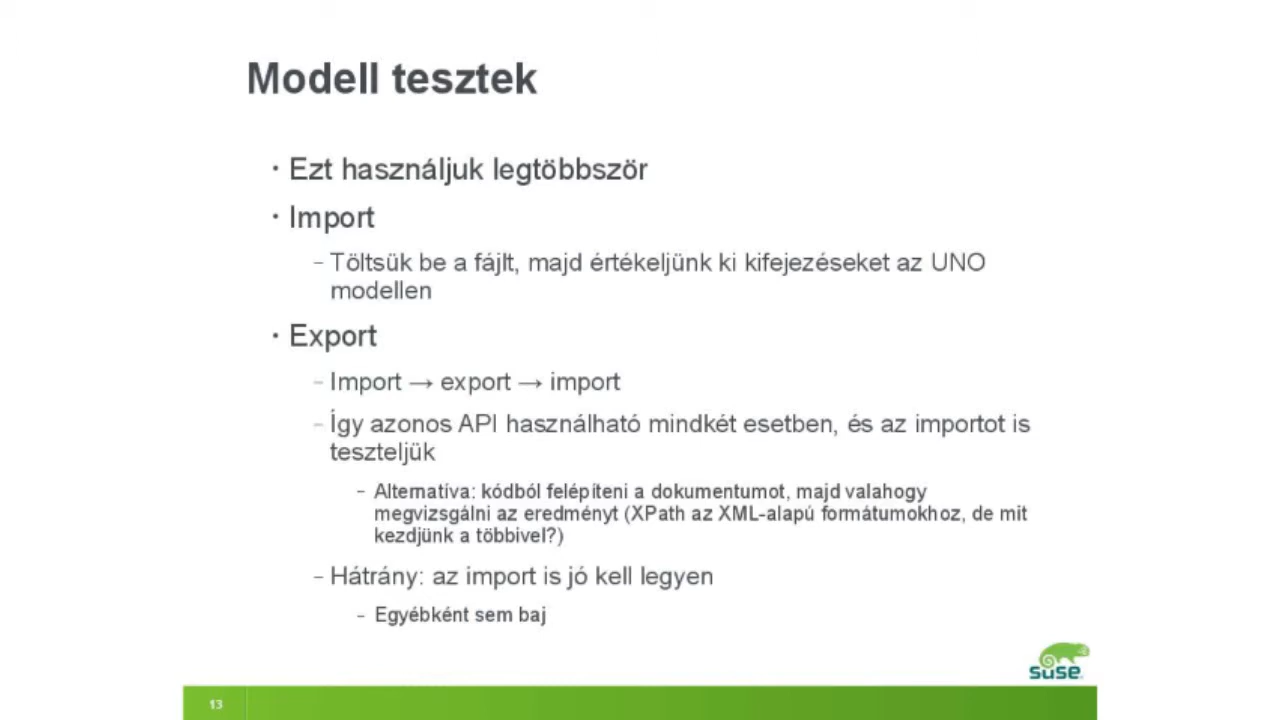 Modell tesztek
• Ezt használjuk legtöbbször
• Import
– Töltsük be a fájlt, majd értékeljünk ki kifejezéseket az UNO
modellen
• Export
– Import → export → import
– Így azonos API használható mindkét esetben, és az importot is
teszteljük
– Alternatíva: kódból felépíteni a dokumentumot, majd valahogy
megvizsgálni az eredményt (XPath az XML-alapú formátumokhoz, de mit
kezdjünk a többivel?)
– Hátrány: az import is jó kell legyen
– Egyébként sem baj
suse
13